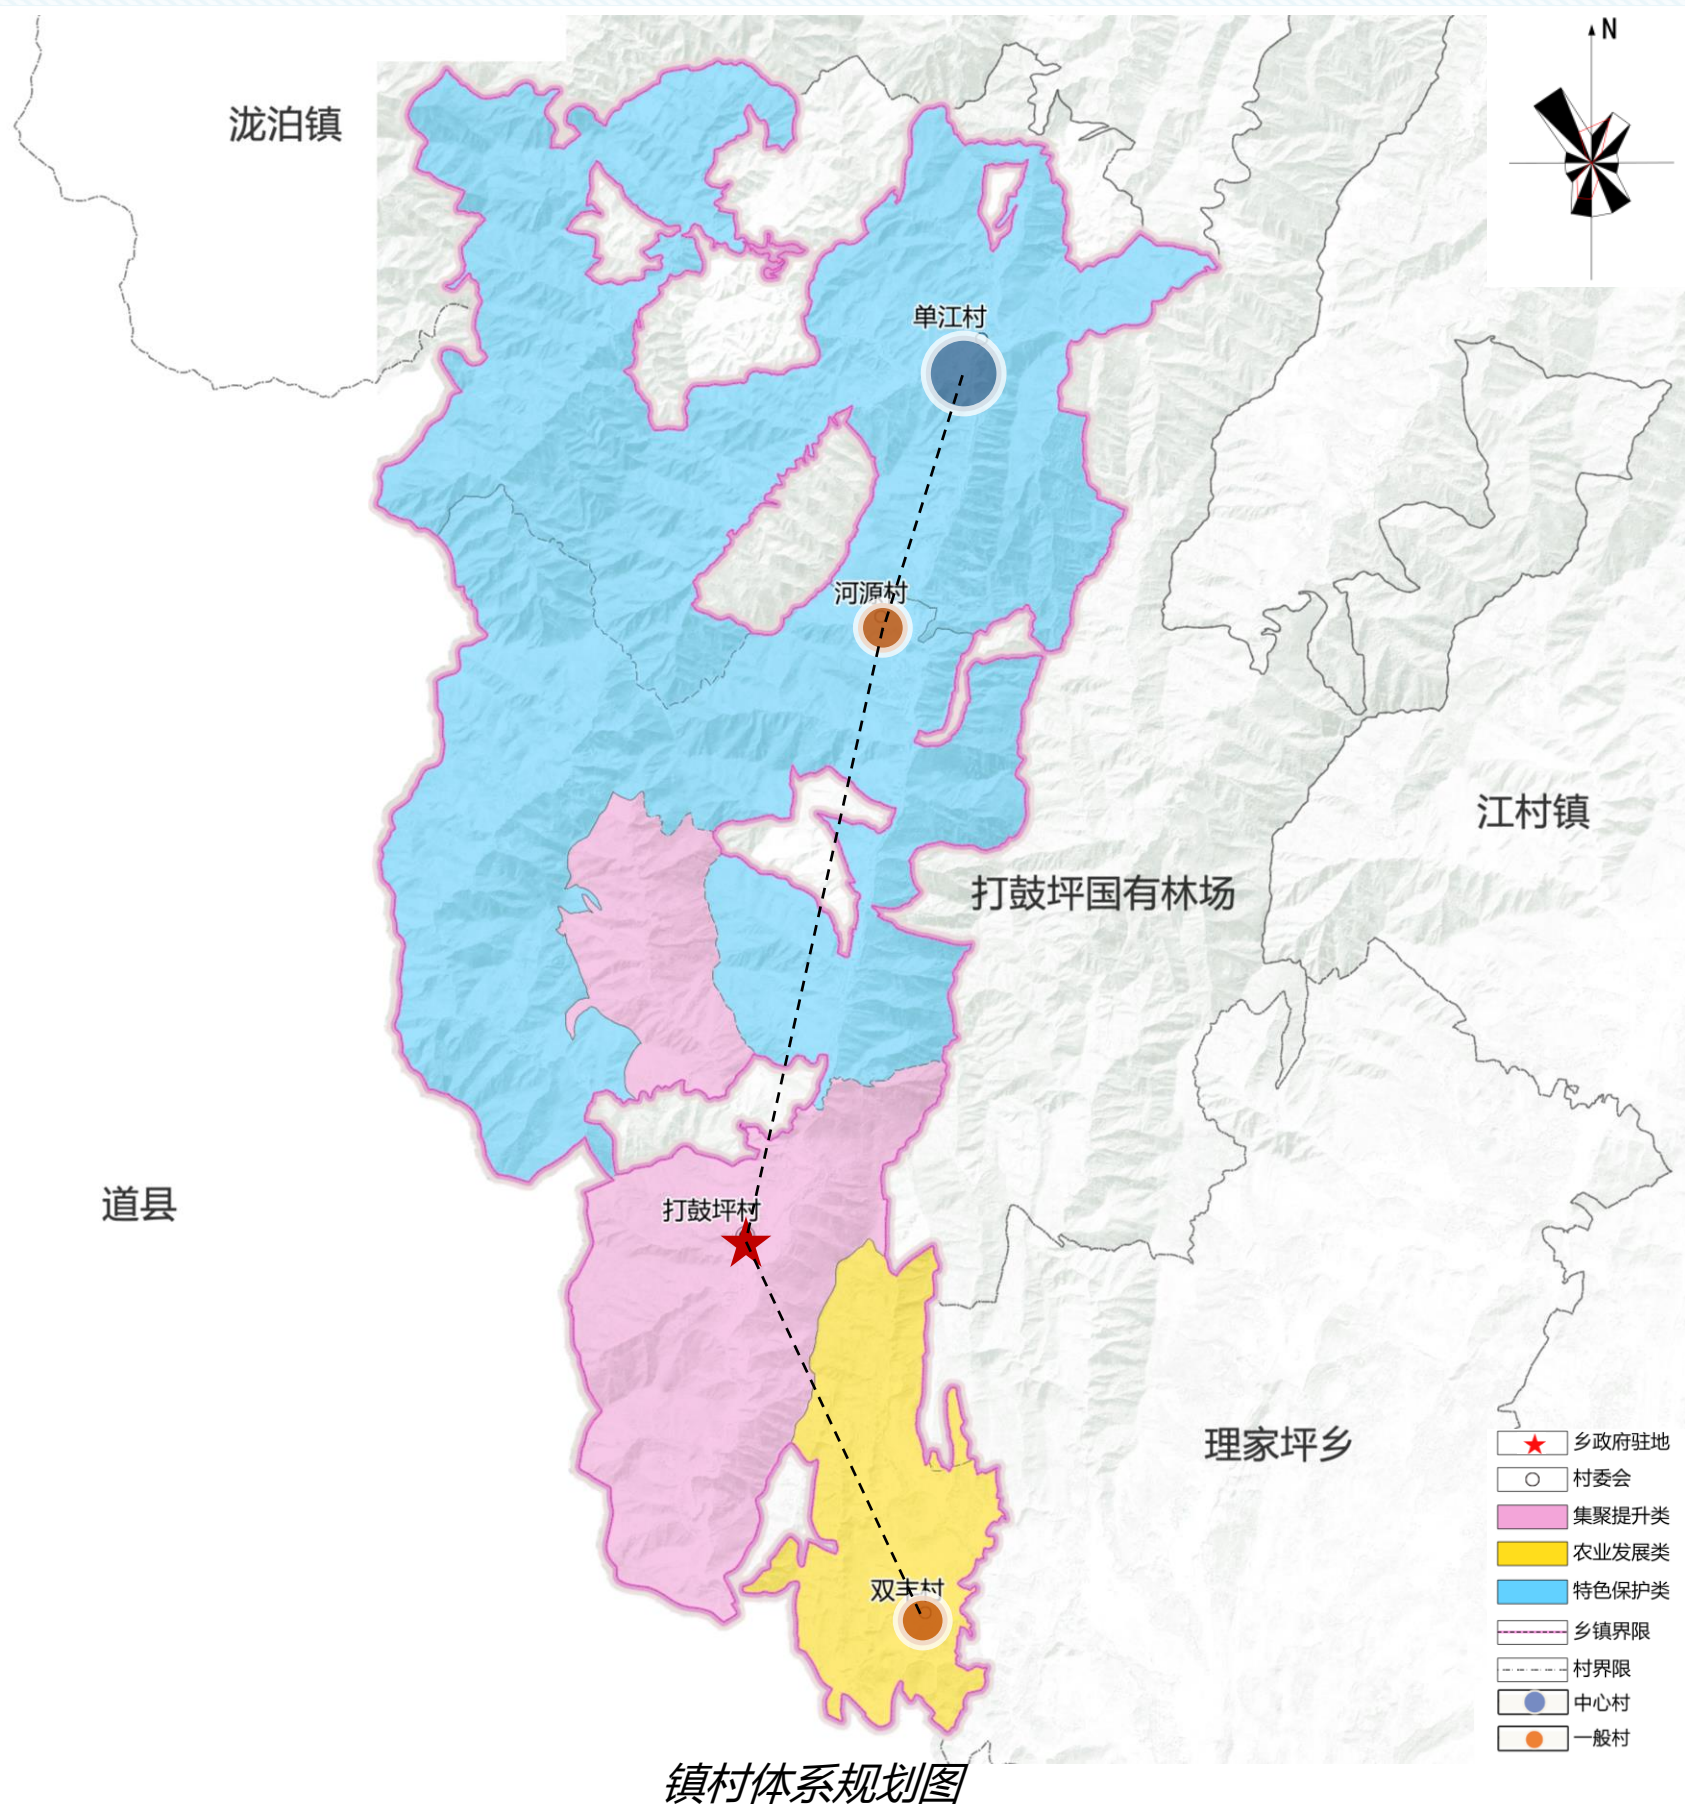 N
泷泊镇
单江村
河源村
江村镇
打鼓坪国有林场
道县
打鼓坪村
理家坪乡
双丰村
乡政府驻地
村委会
集聚提升类
农业发展类
特色保护类
乡镇界限
村界限
中心村
一般村
镇村体系规划图